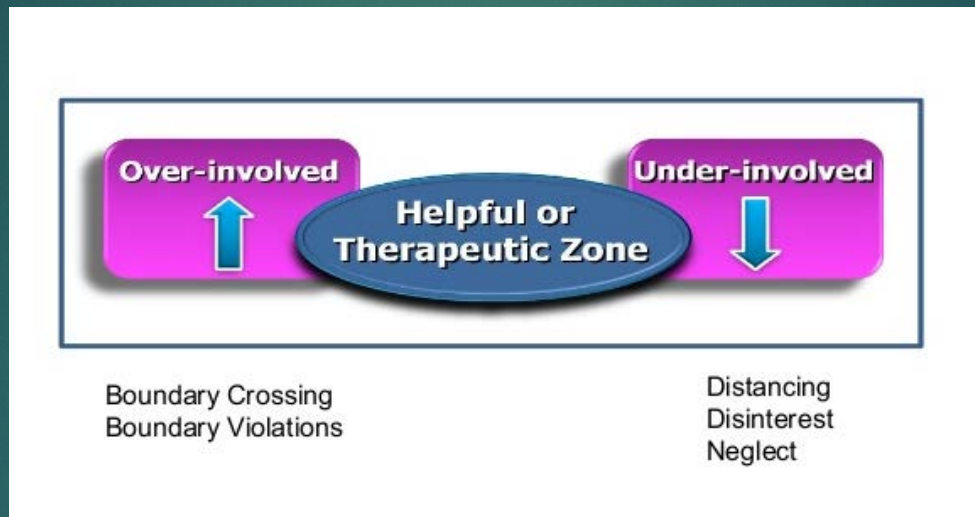 Over-involved
Under-involved
Helpful or
Therapeutic Zone
Boundary Crossing
Boundary Violations
Distancing
Disinterest
Neglect